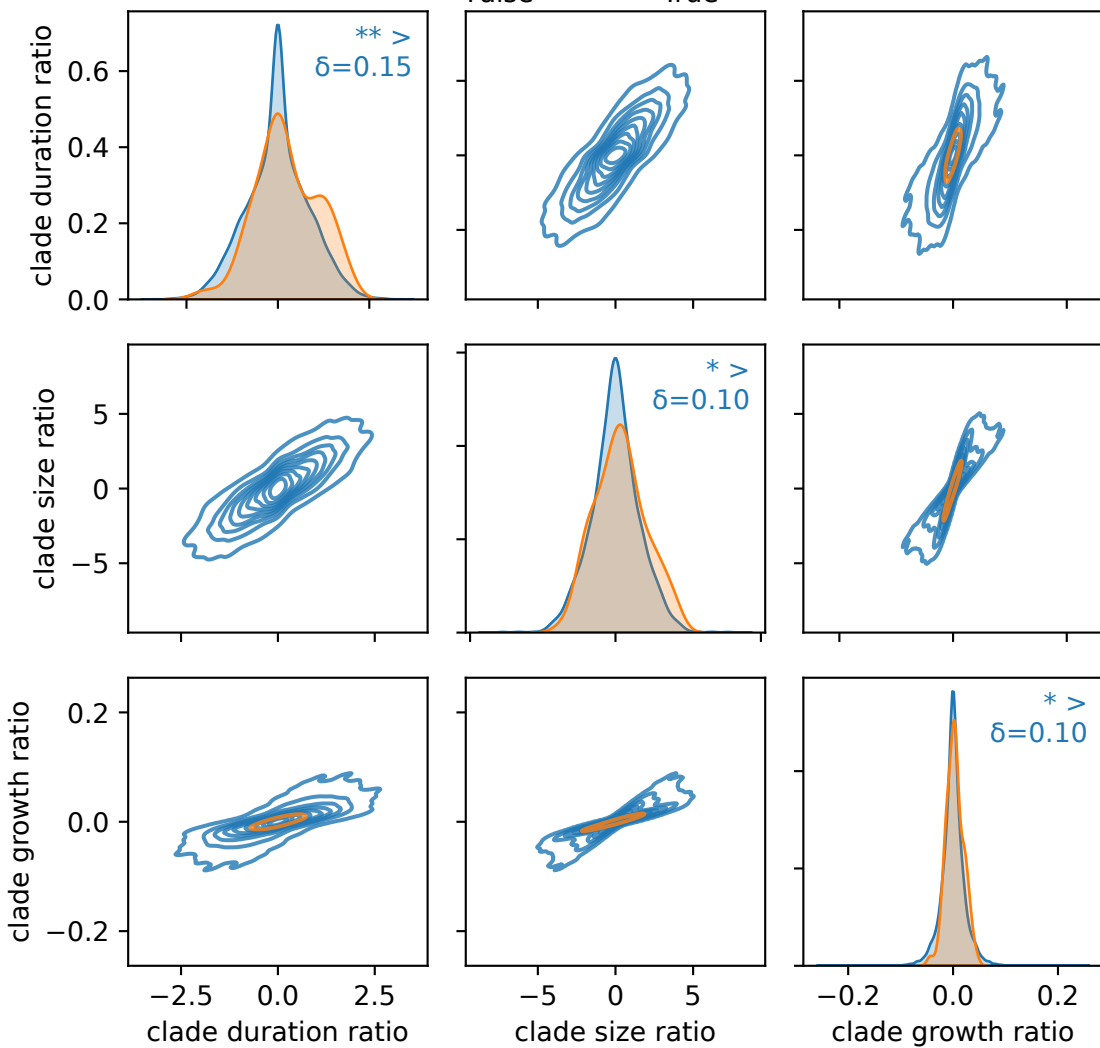 ** >
δ=0.15
clade duration ratio
0.6
0.4
0.2
0.0
* >
δ=0.10
clade size ratio
5
0
−5
* >
δ=0.10
clade growth ratio
0.2
0.0
−0.2
−2.5 0.0 2.5
−5 0 5
−0.2 0.0 0.2
clade duration ratio
clade size ratio
clade growth ratio